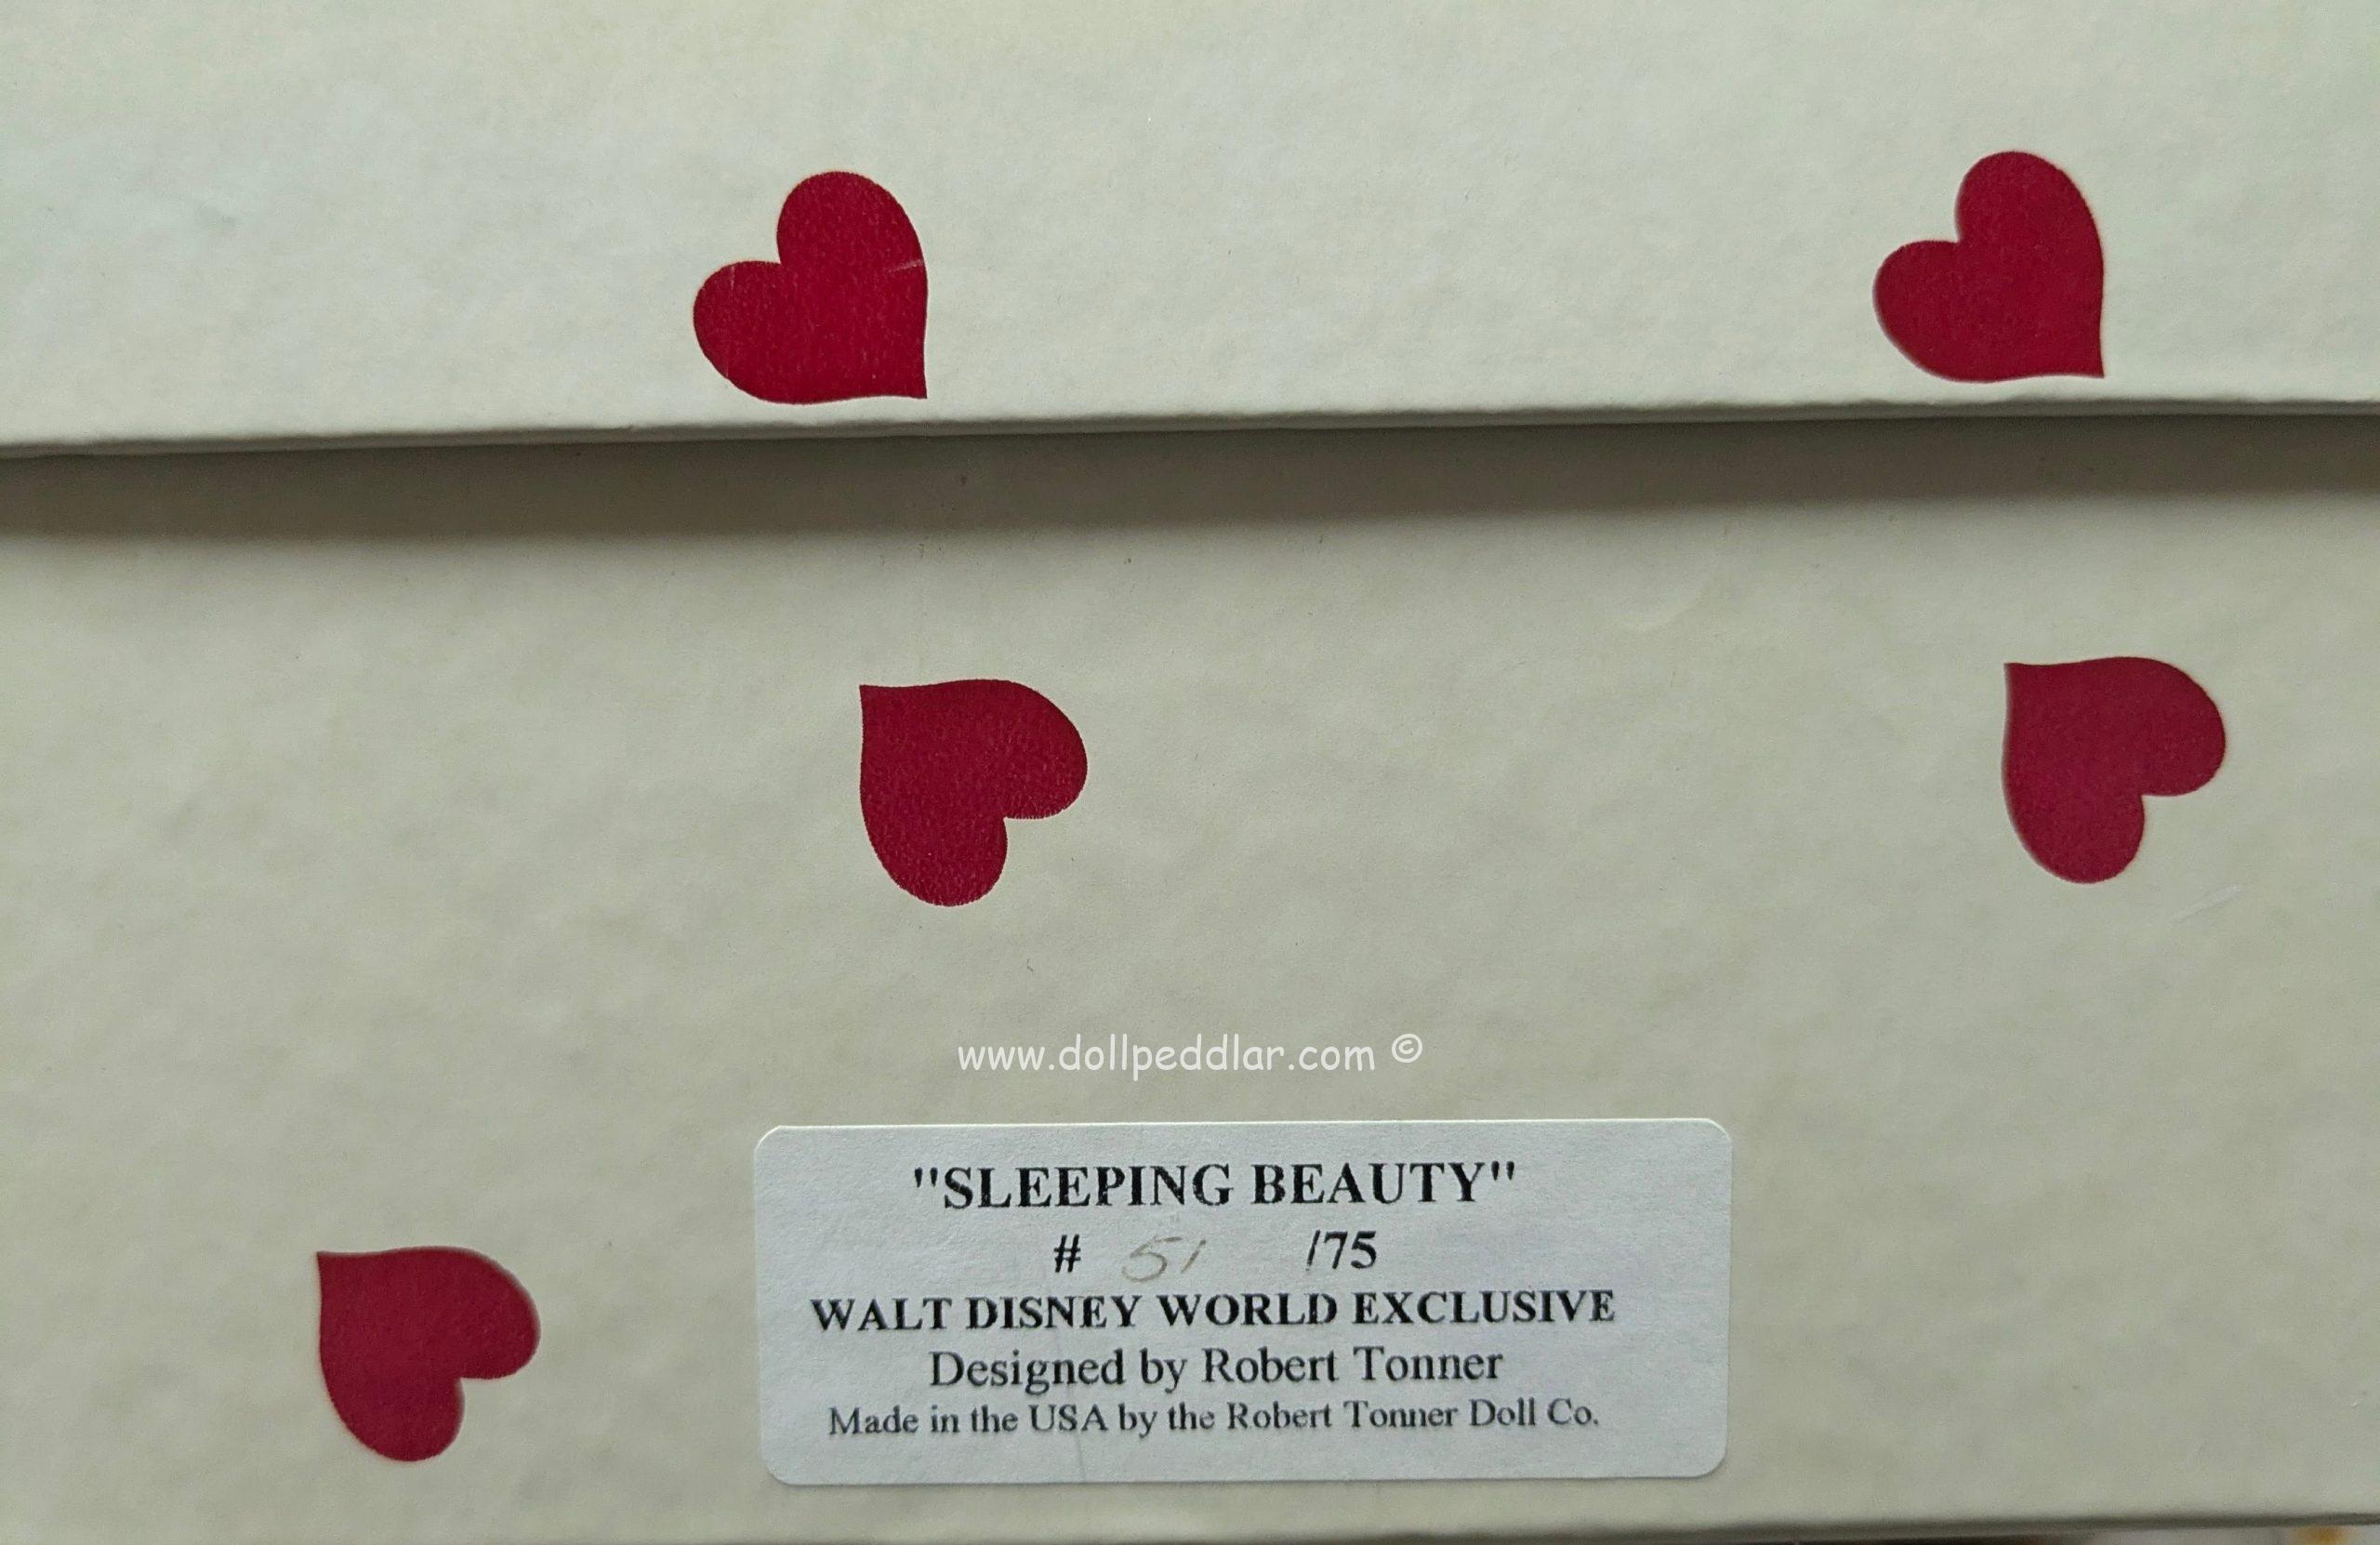 www.dollpeddlar.com ©
"SLEEPING BEAUTY"
# 51 /75
WALT DISNEY WORLD EXCLUSIVE
Designed by Robert Tonner
Made in the USA by the Robert Tonner Doll Co.